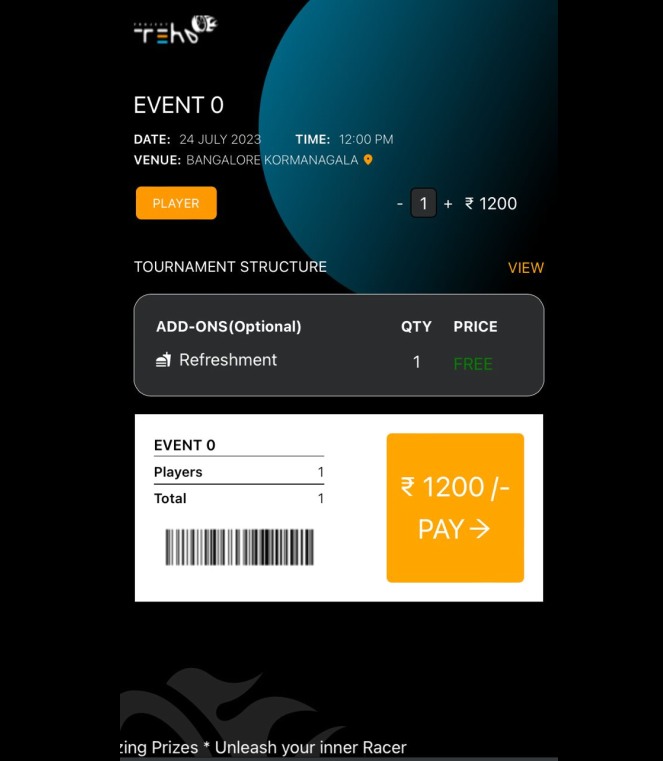 PROJECT
TEHOR
EVENT 0
DATE: 24 JULY 2023 TIME: 12:00 PM
VENUE: BANGALORE KORMANAGALA
PLAYER - 1 + ₹ 1200
TOURNAMENT STRUCTURE VIEW
ADD-ONS(Optional) QTY PRICE
Refreshment 1 FREE
EVENT 0
Players 1
Total 1
₹ 1200 /-
PAY→
zing Prizes * Unleash your inner Racer